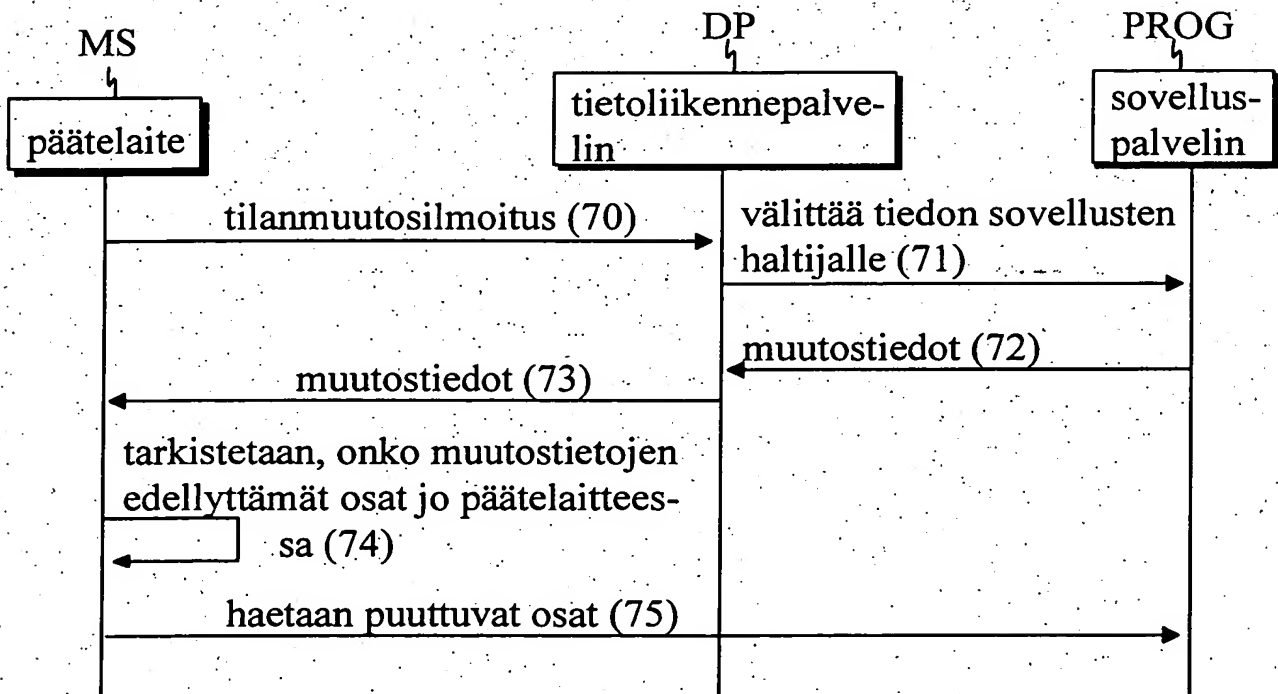 MS
DP
PROG
päätelaite
tietoliikennepalve-
lin
sovellus-
palvelin
tilanmuutosilmoitus (70)
välittää tiedon sovellusten
haltijalle (71)
muutostiedot (72)
muutostiedot (73)
tarkistetaan, onko muutostietojen
edellyttämät osat jo päätelaittees-
sa (74)
haetaan puuttuvat osat (75)